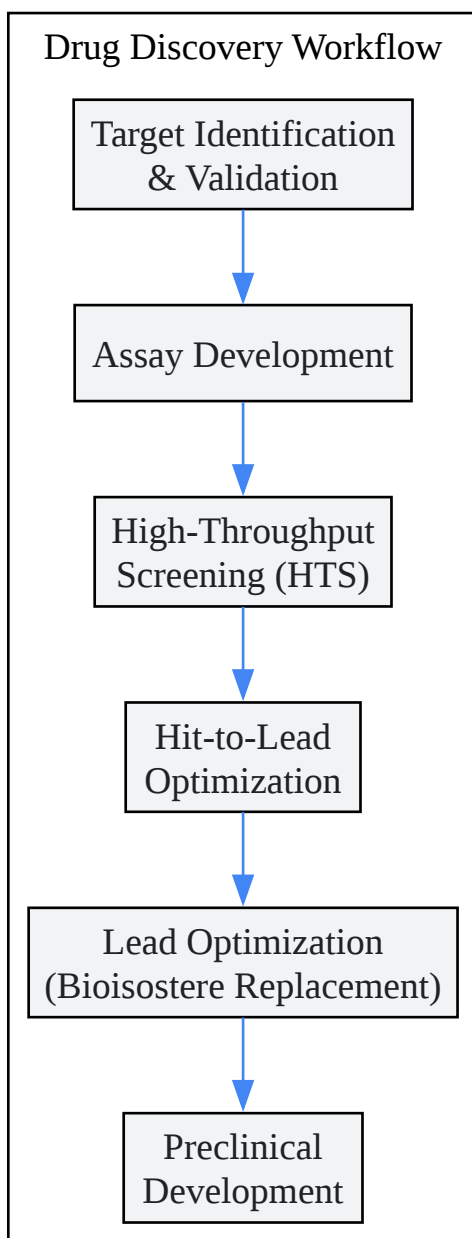 Drug Discovery Workflow
Target Identification
& Validation
Assay Development
High-Throughput
Screening (HTS)
Hit-to-Lead
Optimization
Lead Optimization
(Bioisostere Replacement)
Preclinical
Development